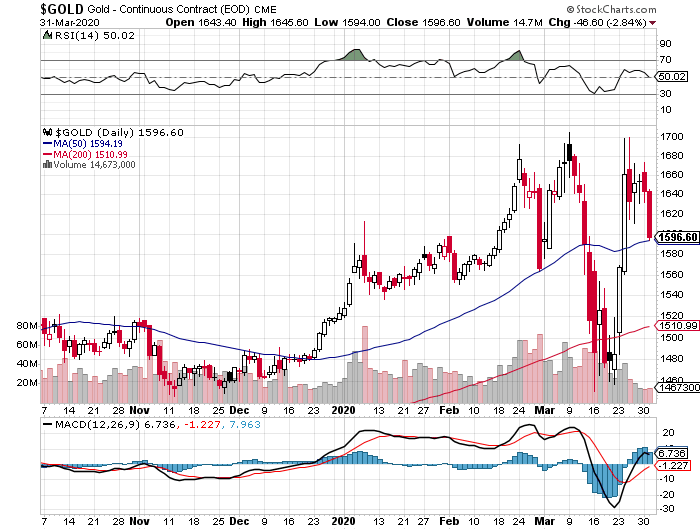 $GOLD Gold - Continuous Contract (EOD) CME © StockCharts.com
31-Mar-2020 Open 1643.40 High 1645.60 Low 1594.00 Close 1596.60 Volume 14.7M Chg -46.60 (-2.84%)
RSI(14) 50.02
90
70
50.02
30
10
$GOLD (Daily) 1596.60
MA(50) 1594.19
MA(200) 1510.99
Volume 14,673,000
1700
1680
1660
1640
1620
1596.60
1580
1560
1540
80M 1520
1510.99
60M 1500
40M 1480
20M 1460
14673000
7 14 21 28 Nov 11 18 25 Dec 9 16 23 2020 13 21 27 Feb 10 18 24 Mar 9 16 23 30
MACD(12,26,9) 6.736, -1.227, 7.963
20
10
6.736
-1.227
-10
-20
-30
7 14 21 28 Nov 11 18 25 Dec 9 16 23 2020 13 21 27 Feb 10 18 24 Mar 9 16 23 30